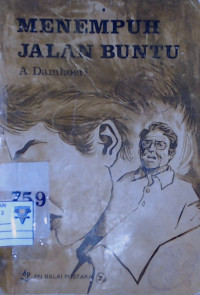 MENEMPUH
JALAN BUNTU
A. Damhoeri
759
BALAI PUSTAKA